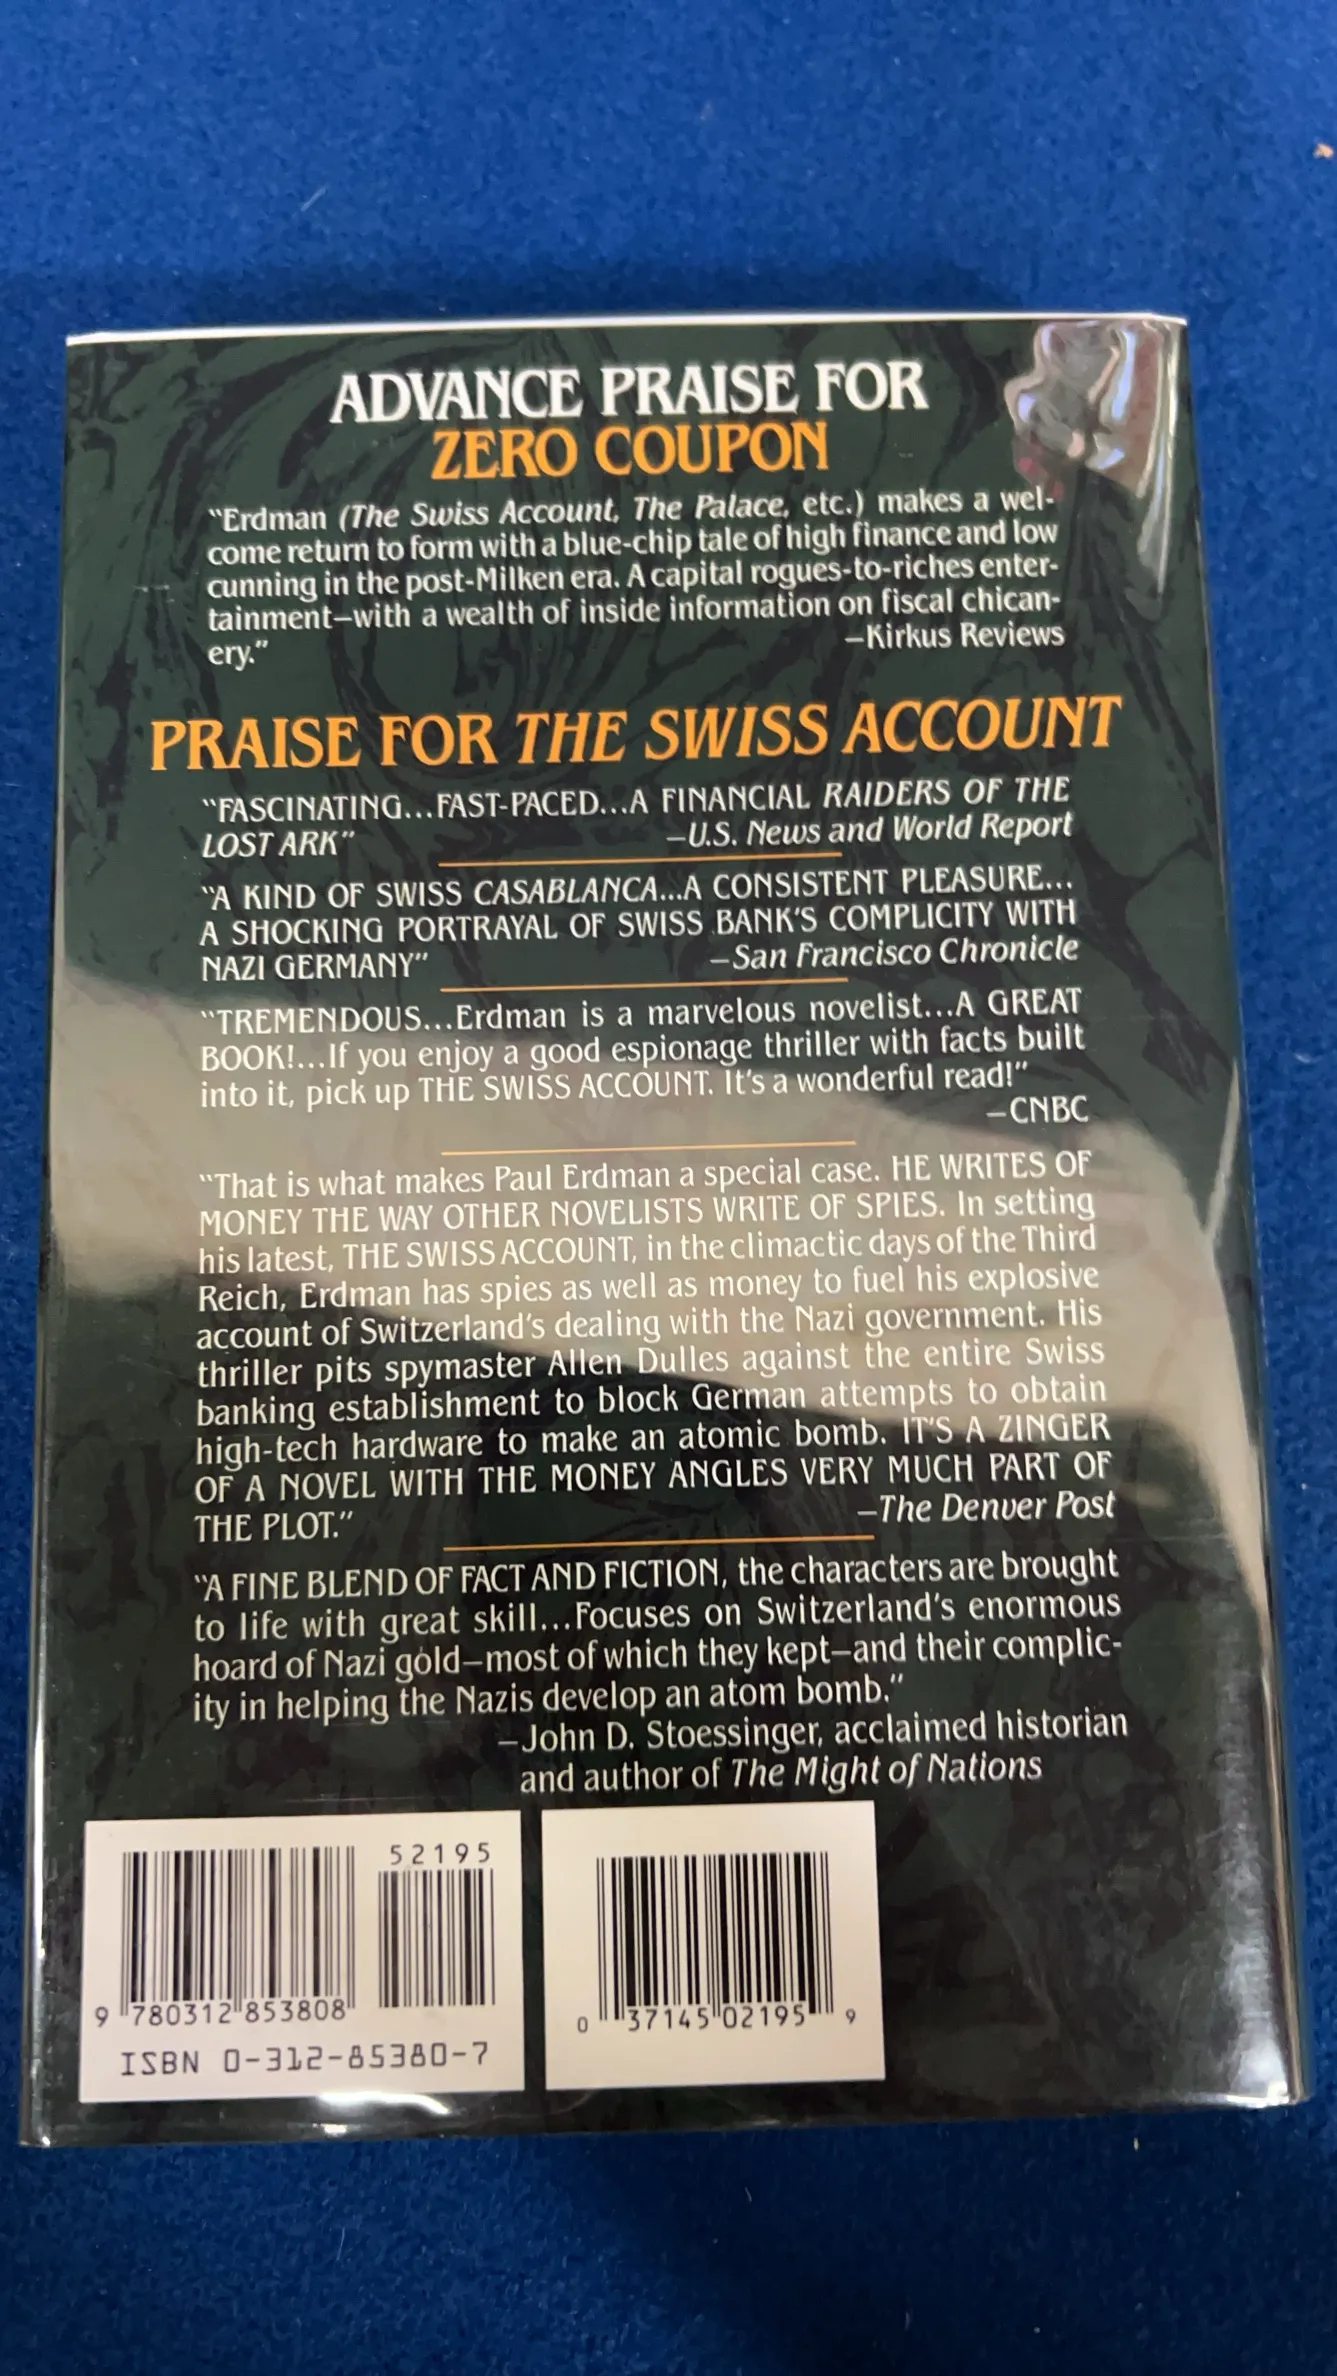 ADVANCE PRAISE FOR
ZERO COUPON
"Erdman (The Swiss Account, The Palace, etc.) makes a wel-
come return to form with a blue-chip tale of high finance and low
cunning in the post-Milken era. A capital rogues-to-riches enter-
tainment—with a wealth of inside information on fiscal chican-
ery." —Kirkus Reviews
PRAISE FOR THE SWISS ACCOUNT
"FASCINATING...FAST-PACED...A FINANCIAL RAIDERS OF THE
LOST ARK" —U.S. News and World Report
"A KIND OF SWISS CASABLANCA...A CONSISTENT PLEASURE...
A SHOCKING PORTRAYAL OF SWISS BANK'S COMPLICITY WITH
NAZI GERMANY" —San Francisco Chronicle
"TREMENDOUS...Erdman is a marvelous novelist...A GREAT
BOOK!...If you enjoy a good espionage thriller with facts built
into it, pick up THE SWISS ACCOUNT. It's a wonderful read!"
—CNBC
"That is what makes Paul Erdman a special case. HE WRITES OF
MONEY THE WAY OTHER NOVELISTS WRITE OF SPIES. In setting
his latest, THE SWISS ACCOUNT, in the climactic days of the Third
Reich, Erdman has spies as well as money to fuel his explosive
account of Switzerland's dealing with the Nazi government. His
thriller pits spymaster Allen Dulles against the entire Swiss
banking establishment to block German attempts to obtain
high-tech hardware to make an atomic bomb. IT'S A ZINGER
OF A NOVEL WITH THE MONEY ANGLES VERY MUCH PART OF
THE PLOT." —The Denver Post
"A FINE BLEND OF FACT AND FICTION, the characters are brought
to life with great skill...Focuses on Switzerland's enormous
hoard of Nazi gold—most of which they kept—and their complic-
ity in helping the Nazis develop an atom bomb."
—John D. Stoessinger, acclaimed historian
and author of The Might of Nations
52195
9 780312 853808
ISBN 0-312-85380-7
0 37145 02195 9